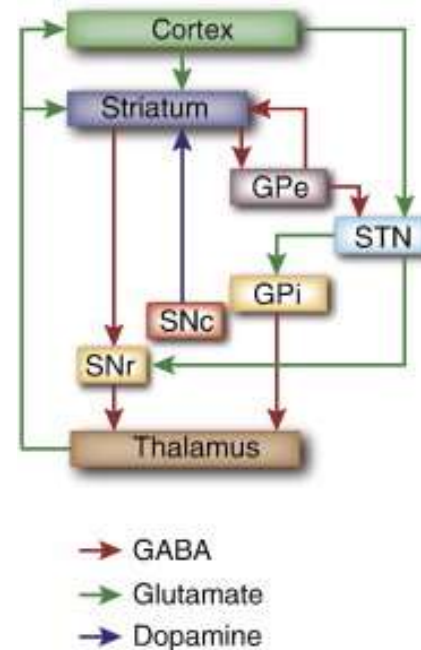 Cortex
Striatum
GPe
STN
GPi
SNc
SNr
Thalamus
GABA
Glutamate
Dopamine